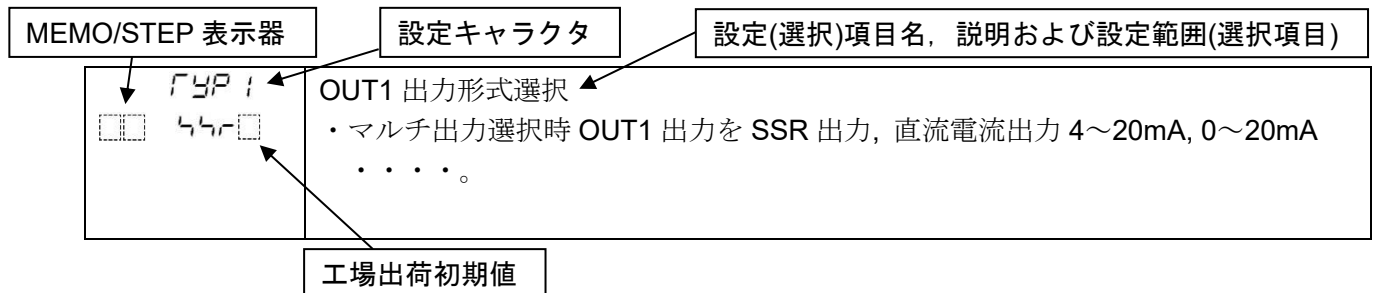 MEMO/STEP 表示器
設定キャラクタ
設定(選択)項目名，説明および設定範囲(選択項目)
TYP1
OUT1 出力形式選択
SSr
・マルチ出力選択時 OUT1 出力を SSR 出力, 直流電流出力 4～20mA, 0～20mA
・・・・。
工場出荷初期値